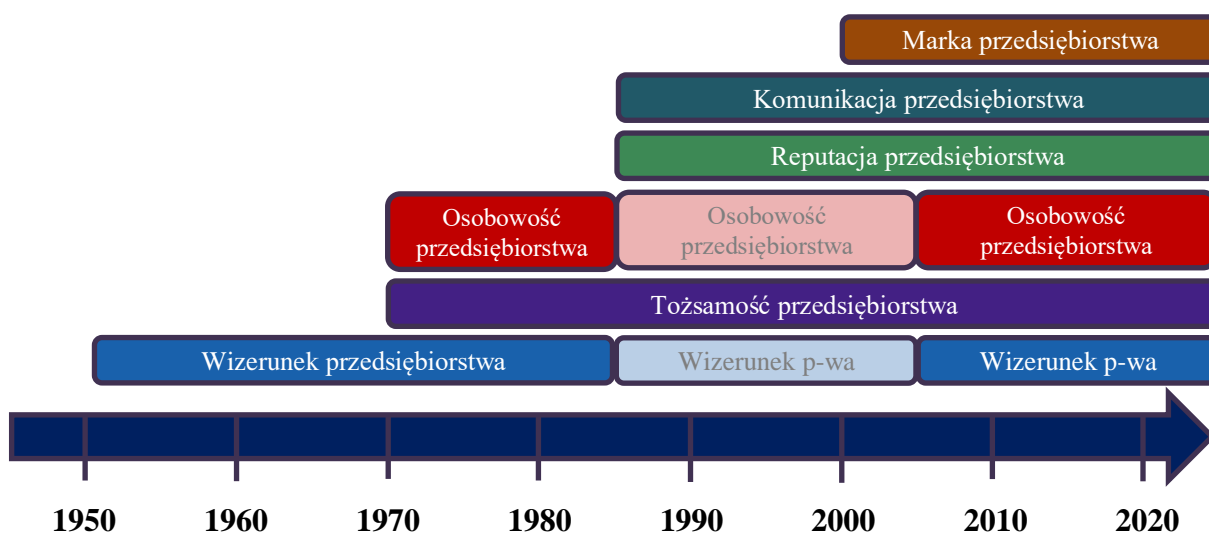 Marka przedsiębiorstwa
Komunikacja przedsiębiorstwa
Reputacja przedsiębiorstwa
Osobowość
przedsiębiorstwa
Osobowość
przedsiębiorstwa
Osobowość
przedsiębiorstwa
Tożsamość przedsiębiorstwa
Wizerunek przedsiębiorstwa
Wizerunek p-wa
Wizerunek p-wa
1950 1960 1970 1980 1990 2000 2010 2020